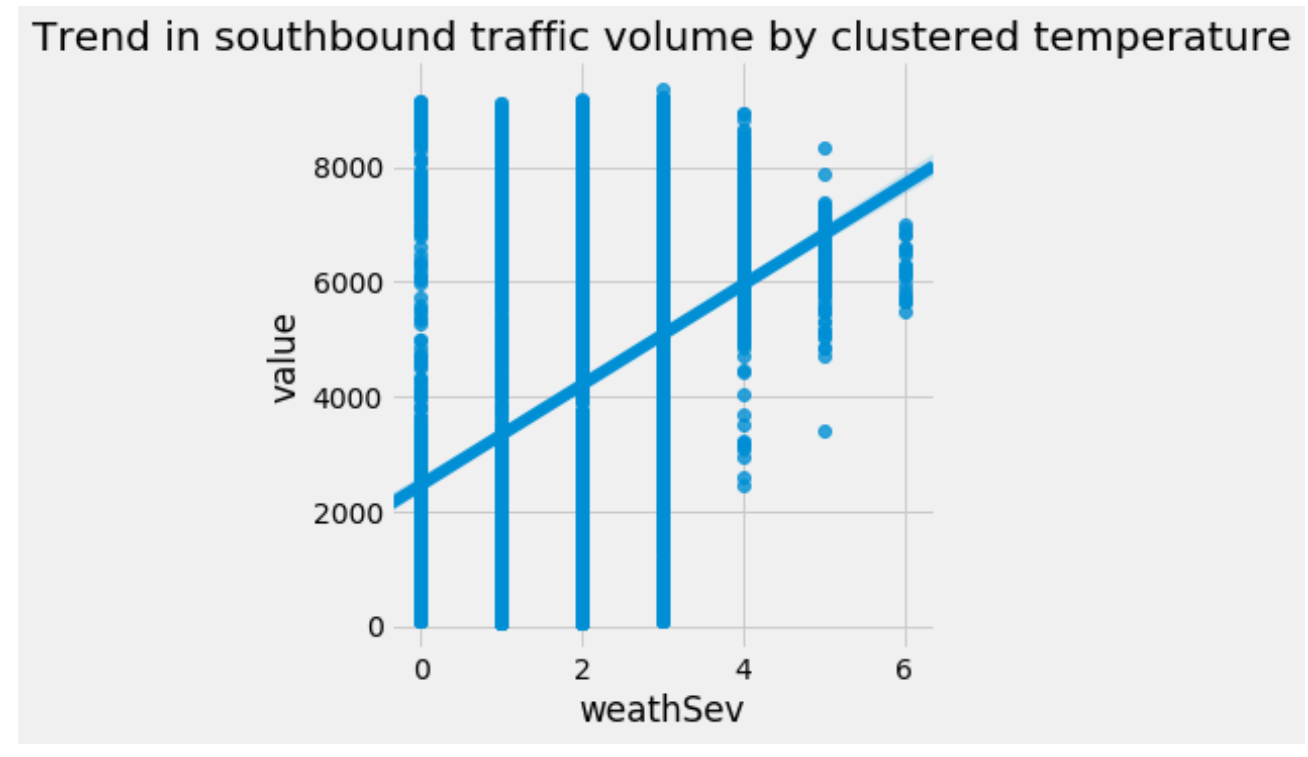 Trend in southbound traffic volume by clustered temperature
8000
6000
4000
2000
0
value
0 2 4 6
weathSev